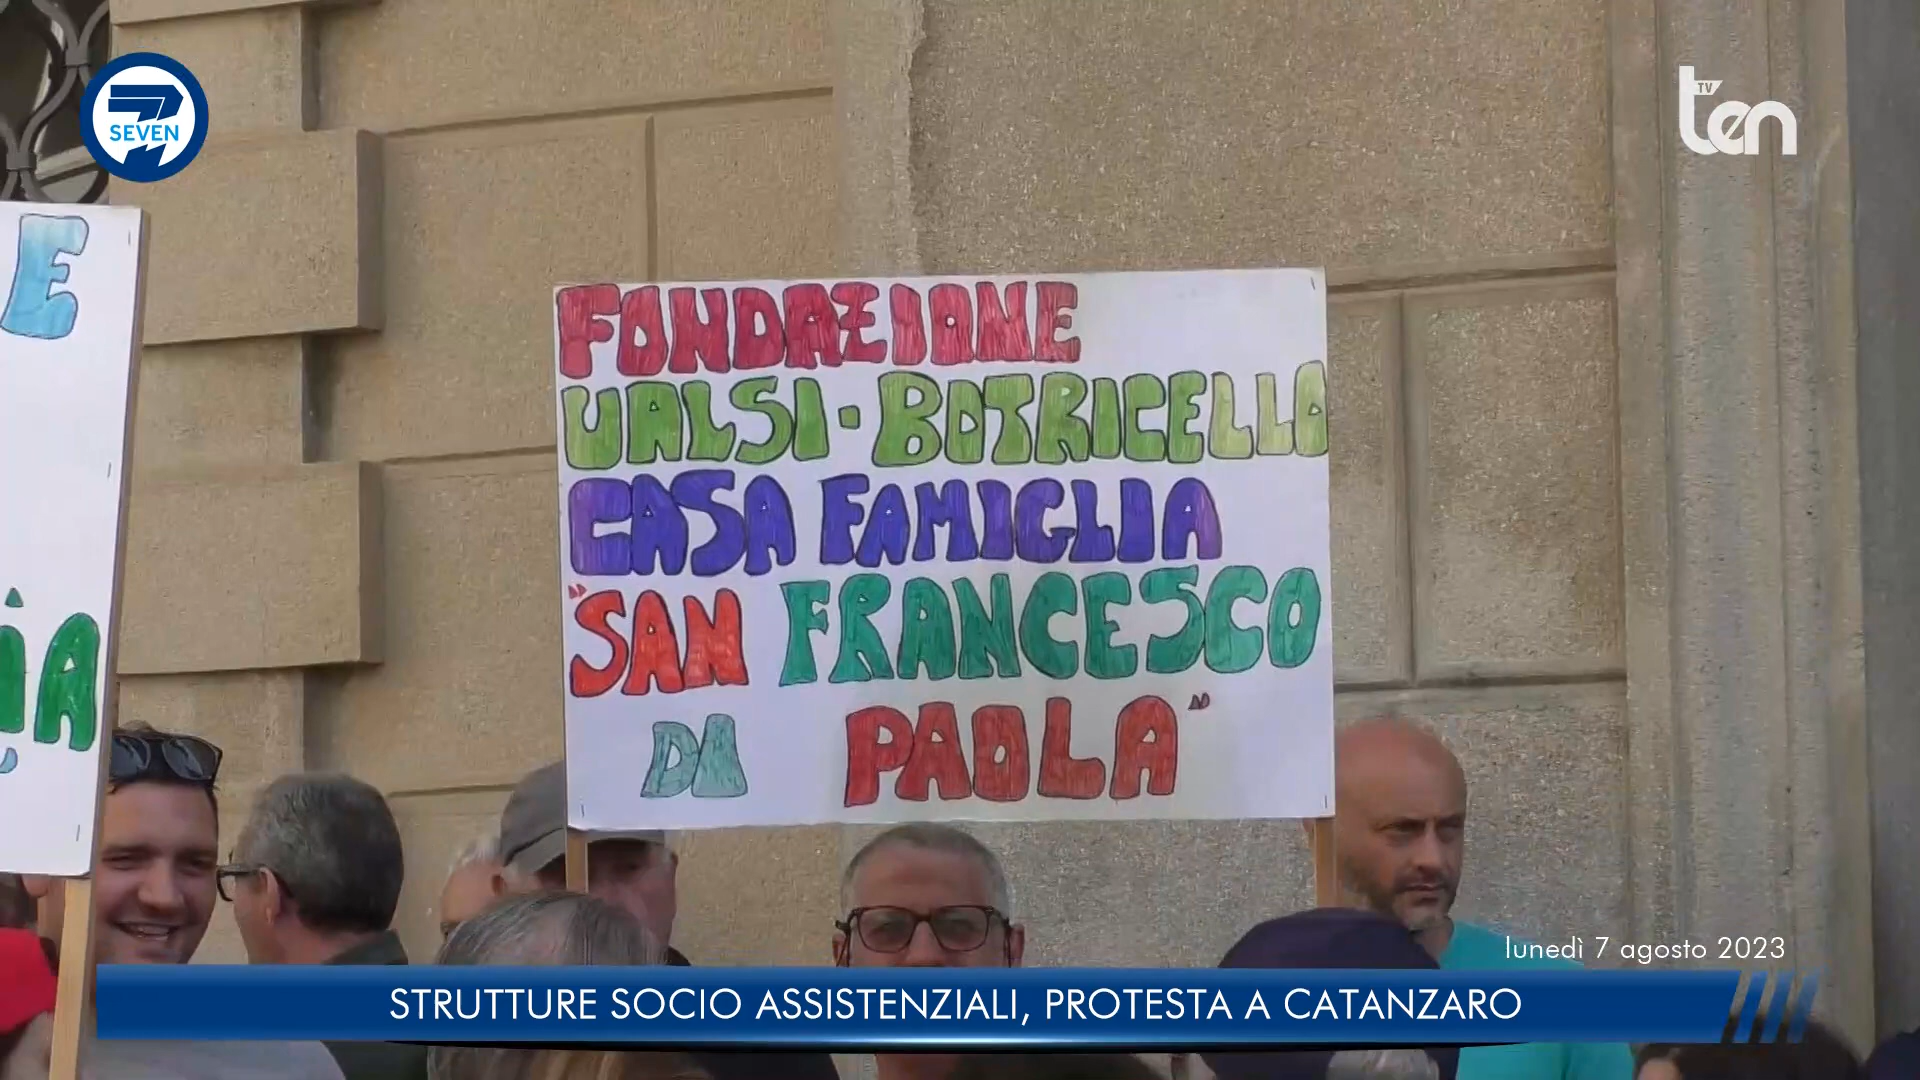 SEVEN
TV
ten
E
FONDAZIONE
UALSI - BOTRICELLO
CASA FAMIGLIA
"SAN FRANCESCO
DI PAOLA"
lunedì 7 agosto 2023
STRUTTURE SOCIO ASSISTENZIALI, PROTESTA A CATANZARO